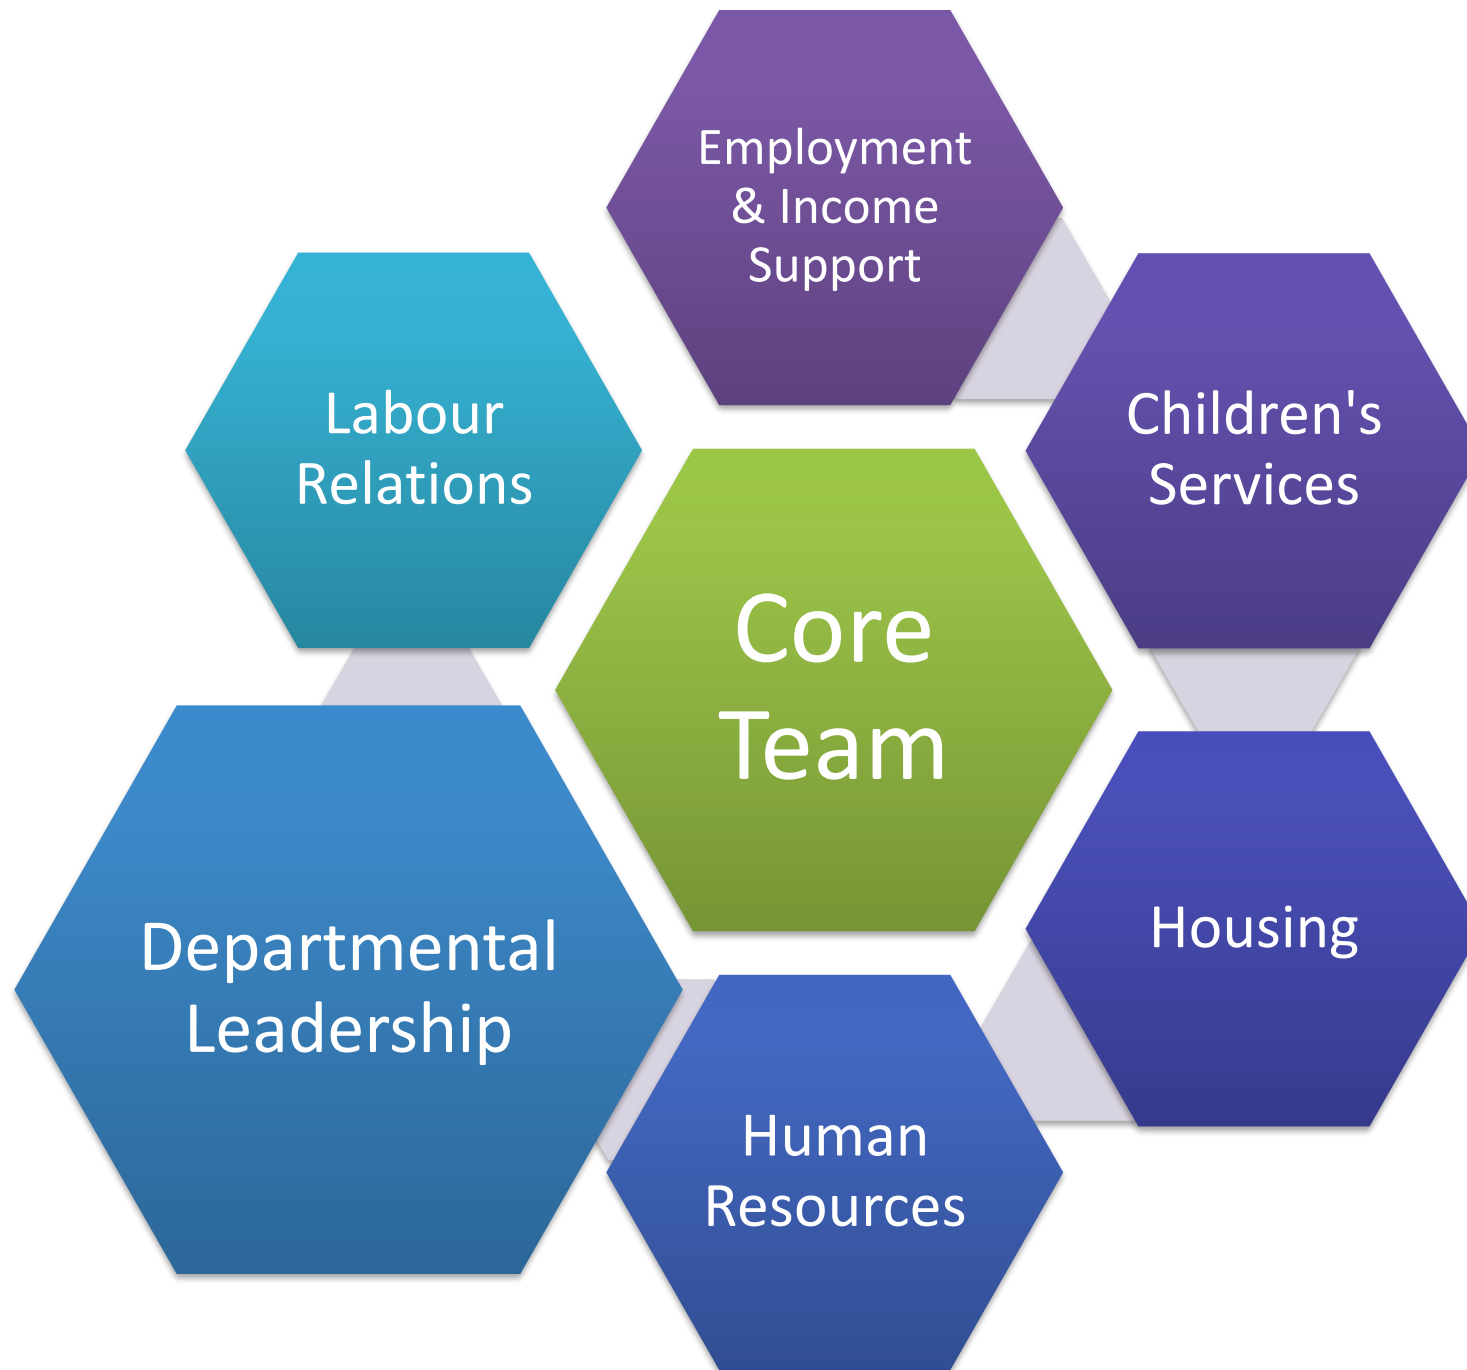 Employment
& Income
Support
Labour
Relations
Children's
Services
Core
Team
Departmental
Leadership
Housing
Human
Resources